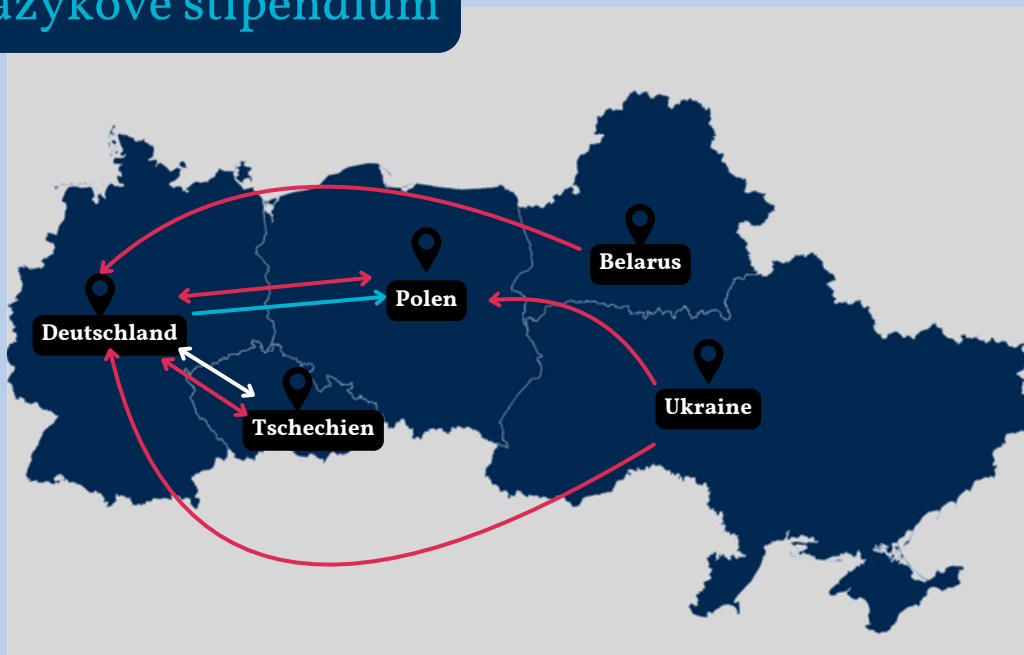 azykové stipendium
Belarus
Polen
Deutschland
Ukraine
Tschechien